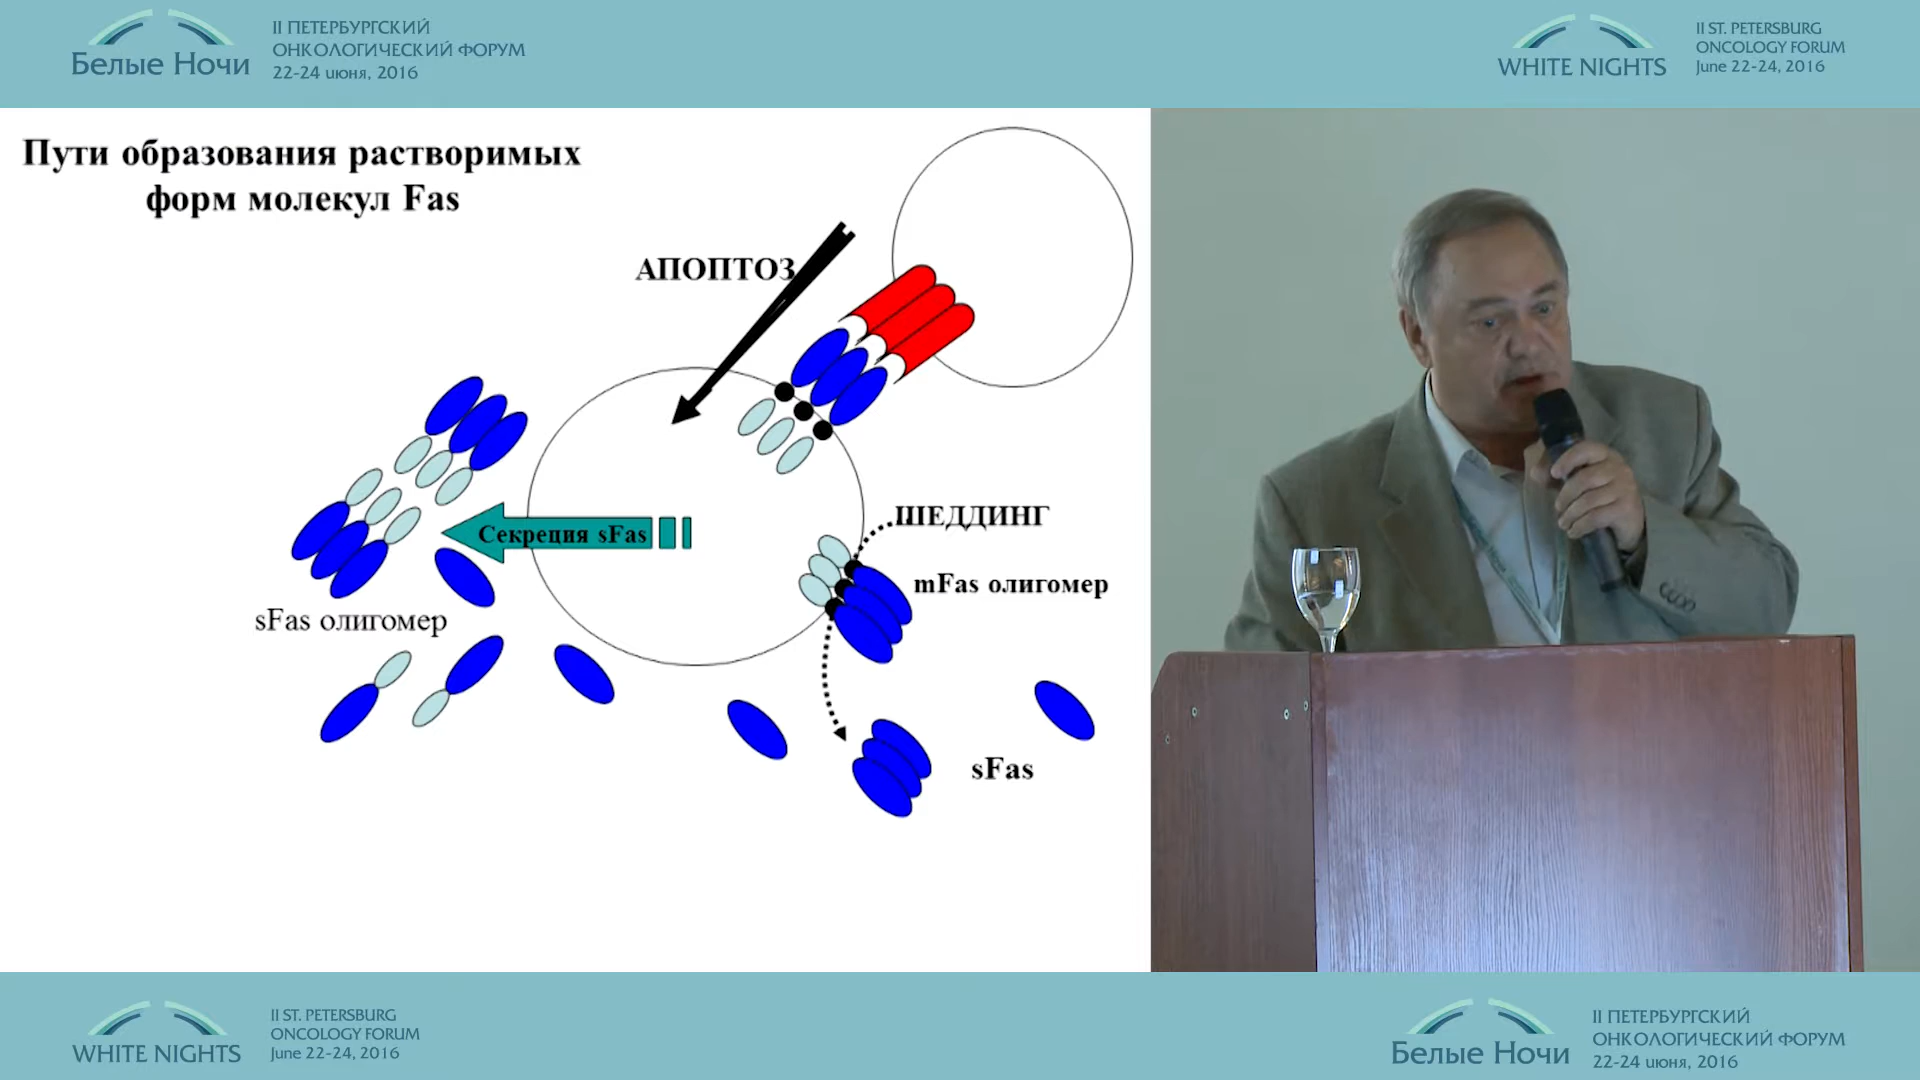 II ПЕТЕРБУРГСКИЙ
ОНКОЛОГИЧЕСКИЙ ФОРУМ
Белые Ночи
22-24 июня, 2016
II ST. PETERSBURG
ONCOLOGY FORUM
WHITE NIGHTS
June 22-24, 2016
Пути образования растворимых
форм молекул Fas
АПОПТОЗ
ШЕДДИНГ
Секреция sFas
mFas олигомер
sFas олигомер
sFas
II ST. PETERSBURG
ONCOLOGY FORUM
WHITE NIGHTS
June 22-24, 2016
II ПЕТЕРБУРГСКИЙ
ОНКОЛОГИЧЕСКИЙ ФОРУМ
Белые Ночи
22-24 июня, 2016